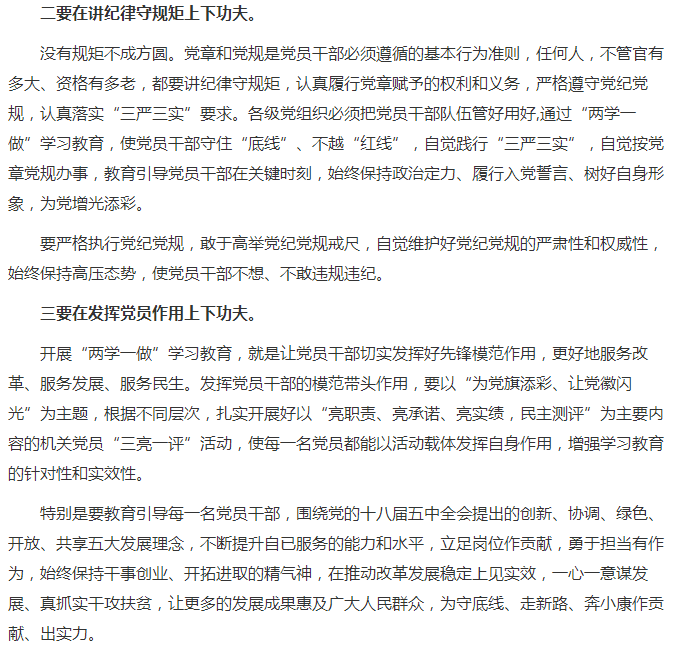 二要在讲纪律守规矩上下功夫。
没有规矩不成方圆。党章和党规是党员干部必须遵循的基本行为准则，任何人，不管官有
多大、资格有多老，都要讲纪律守规矩，认真履行党章赋予的权利和义务，严格遵守党纪党
规，认真落实“三严三实”要求。各级党组织必须把党员干部队伍管好用好,通过“两学一
做”学习教育，使党员干部守住“底线”、不越“红线”，自觉践行“三严三实”，自觉按党
章党规办事，教育引导党员干部在关键时刻，始终保持政治定力、履行入党誓言、树好自身形
象，为党增光添彩。
要严格执行党纪党规，敢于高举党纪党规戒尺，自觉维护好党纪党规的严肃性和权威性，
始终保持高压态势，使党员干部不想、不敢违规违纪。
三要在发挥党员作用上下功夫。
开展“两学一做”学习教育，就是让党员干部切实发挥好先锋模范作用，更好地服务改
革、服务发展、服务民生。发挥党员干部的模范带头作用，要以“为党旗添彩、让党徽闪
光”为主题，根据不同层次，扎实开展好以“亮职责、亮承诺、亮实绩，民主测评”为主要内
容的机关党员“三亮一评”活动，使每一名党员都能以活动载体发挥自身作用，增强学习教育
的针对性和实效性。
特别是要教育引导每一名党员干部，围绕党的十八届五中全会提出的创新、协调、绿色、
开放、共享五大发展理念，不断提升自已服务的能力和水平，立足岗位作贡献，勇于担当有作
为，始终保持干事创业、开拓进取的精气神，在推动改革发展稳定上见实效，一心一意谋发
展、真抓实干攻扶贫，让更多的发展成果惠及广大人民群众，为守底线、走新路、奔小康作贡
献、出实力。